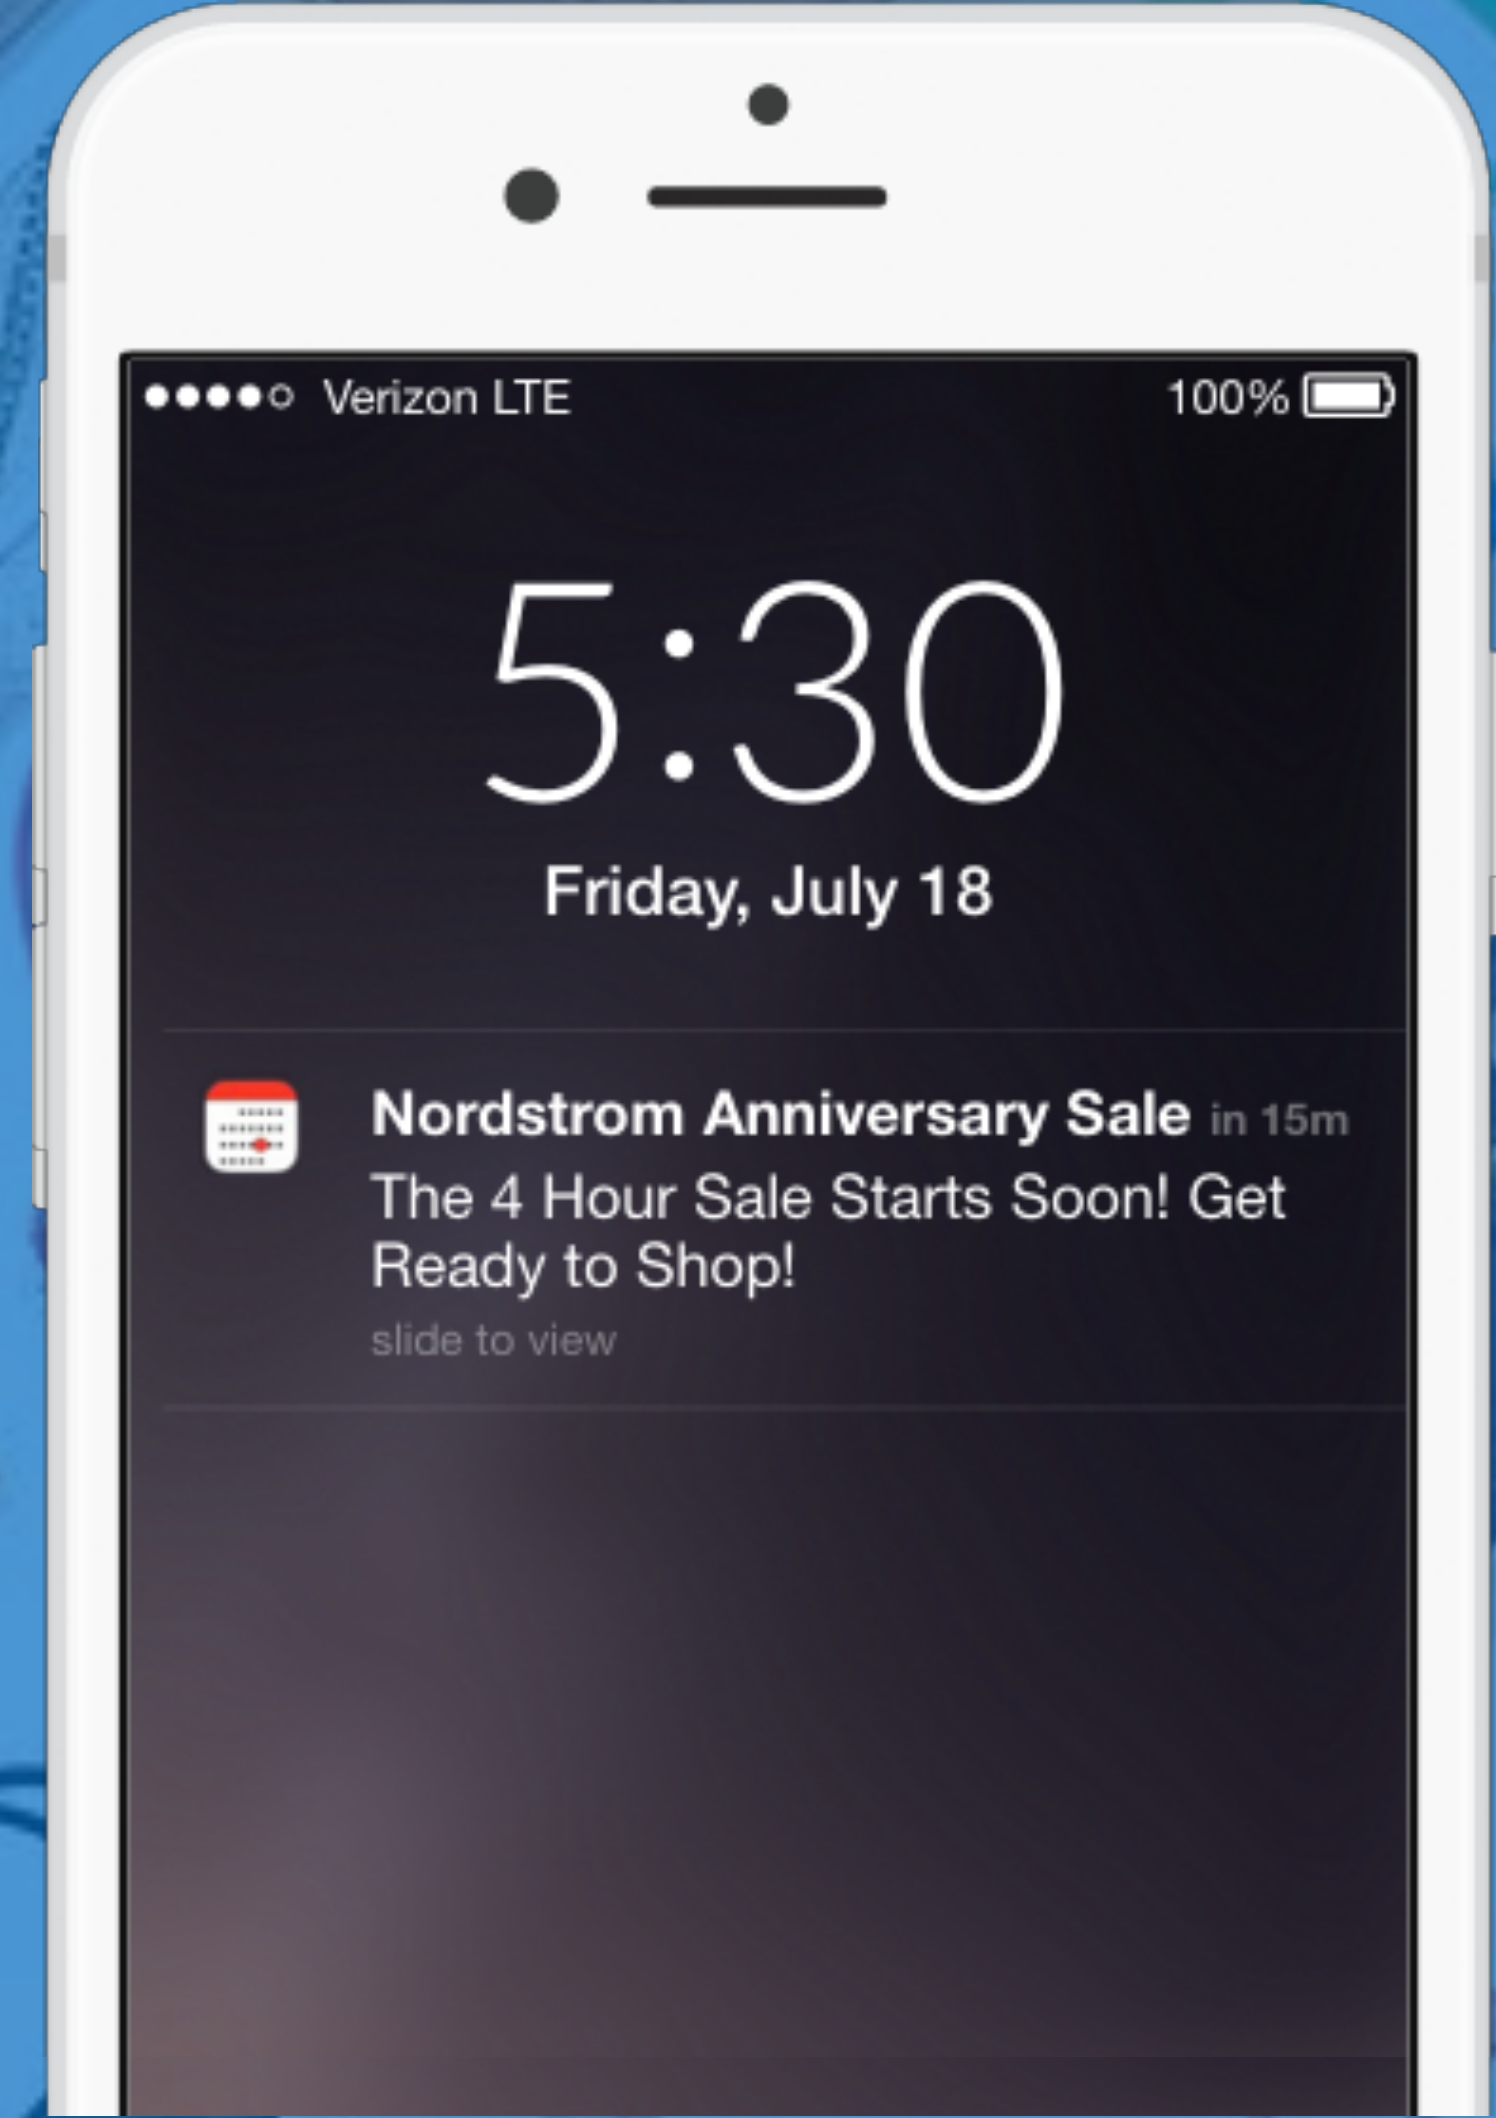 Verizon LTE 100%
5:30
Friday, July 18
Nordstrom Anniversary Sale in 15m
The 4 Hour Sale Starts Soon! Get
Ready to Shop!
slide to view